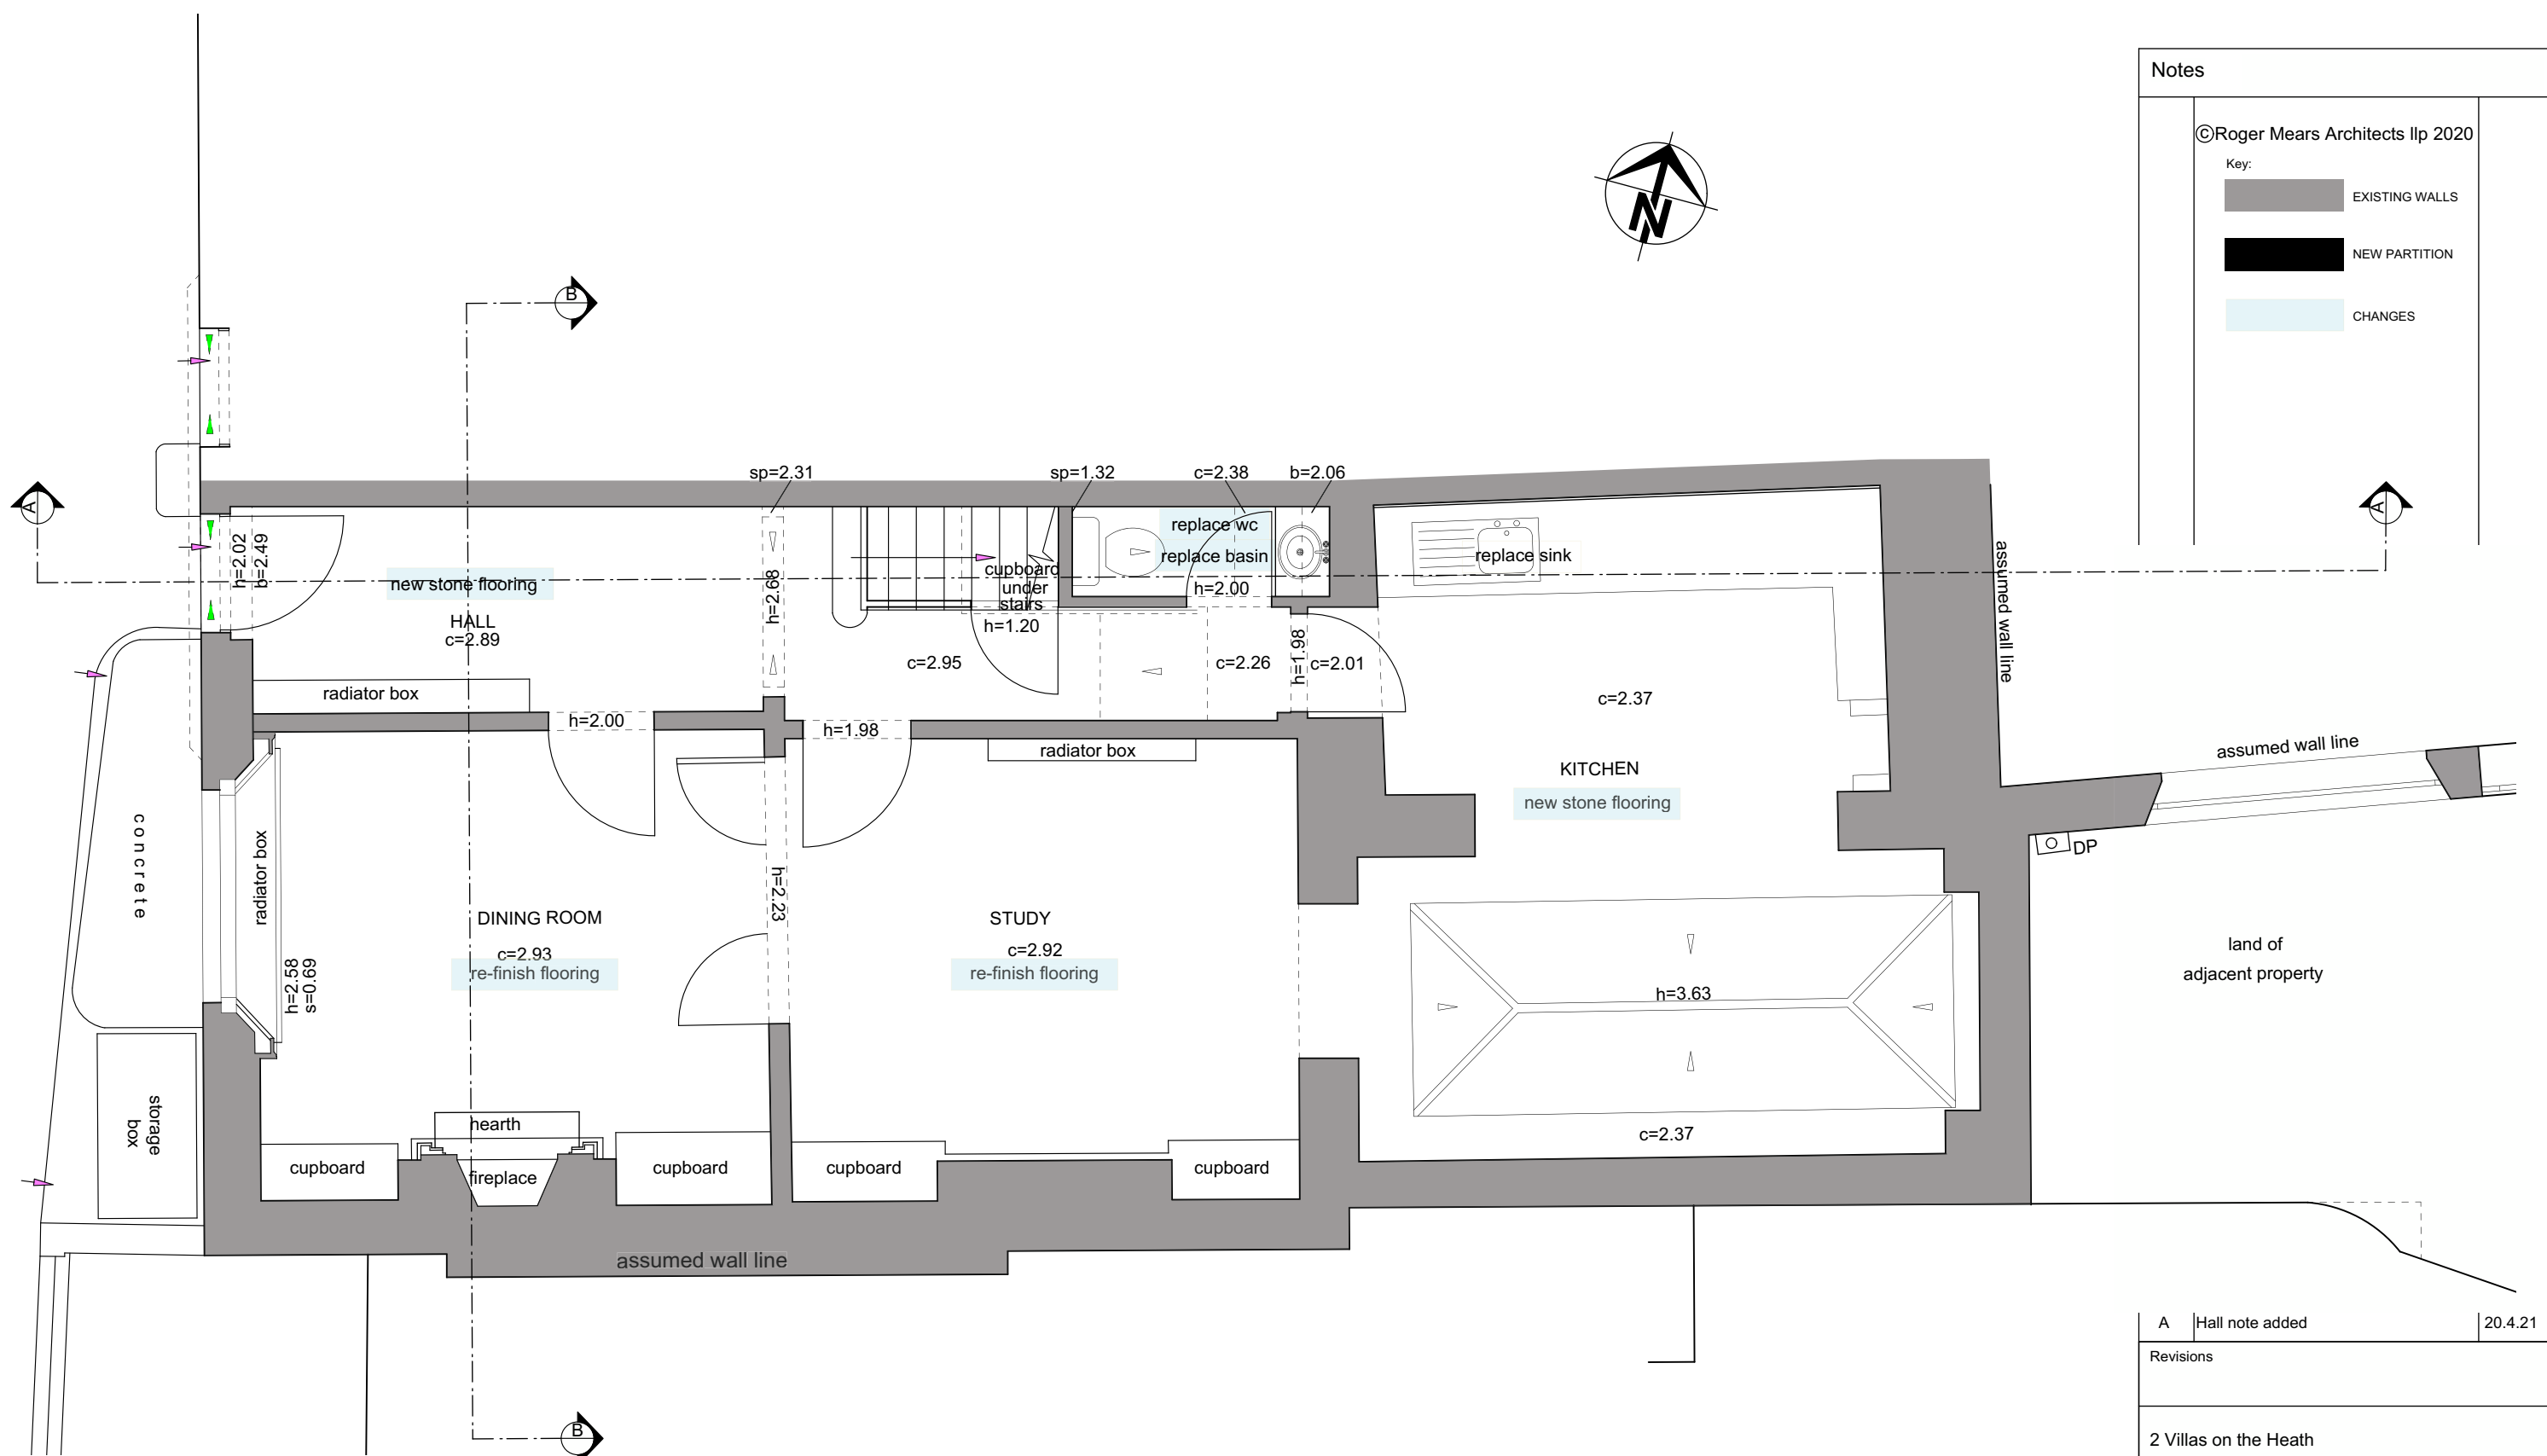 Notes
©Roger Mears Architects llp 2020
Key:
EXISTING WALLS
NEW PARTITION
CHANGES
N
B
A
A
sp=2.31
sp=1.32
c=2.38
b=2.06
h=2.02
b=2.49
new stone flooring
HALL
c=2.89
h=2.68
cupboard
under
stairs
h=1.20
replace wc
replace basin
h=2.00
replace sink
assumed wall line
radiator box
h=2.00
c=2.95
c=2.26
h=1.98
c=2.01
c=2.37
h=1.98
radiator box
KITCHEN
new stone flooring
assumed wall line
DP
concrete
radiator box
h=2.58
s=0.69
DINING ROOM
c=2.93
re-finish flooring
h=2.23
STUDY
c=2.92
re-finish flooring
h=3.63
land of
adjacent property
storage
box
hearth
cupboard
fireplace
cupboard
cupboard
cupboard
c=2.37
assumed wall line
B
A Hall note added 20.4.21
Revisions
2 Villas on the Heath